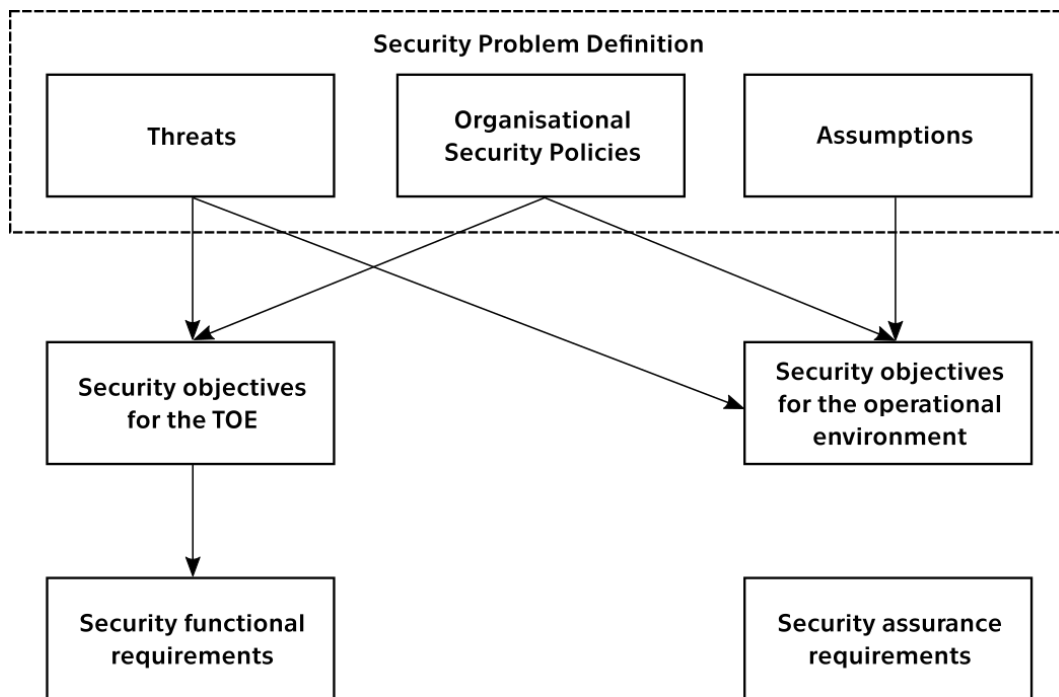 Security Problem Definition
Threats
Organisational
Security Policies
Assumptions
Security objectives
for the TOE
Security objectives
for the operational
environment
Security functional
requirements
Security assurance
requirements